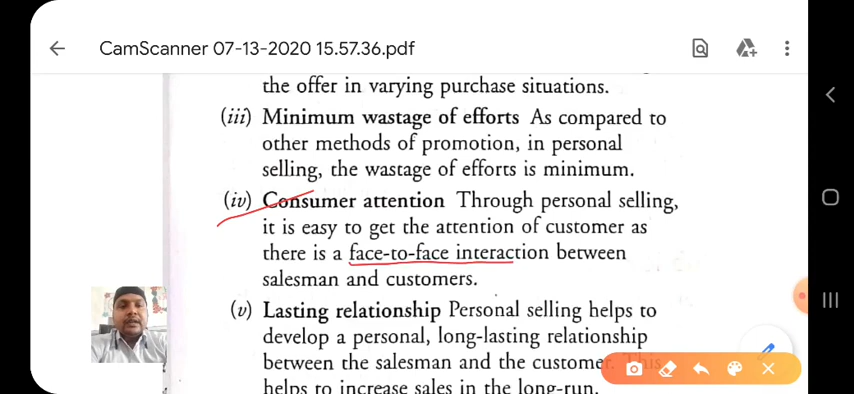 CamScanner 07-13-2020 15.57.36.pdf
the offer in varying purchase situations.
(iii) Minimum wastage of efforts As compared to
other methods of promotion, in personal
selling, the wastage of efforts is minimum.
(iv) Consumer attention Through personal selling,
it is easy to get the attention of customer as
there is a face-to-face interaction between
salesman and customers.
(v) Lasting relationship Personal selling helps to
develop a personal, long-lasting relationship
between the salesman and the customer. This
helps to increase sales in the long-run.